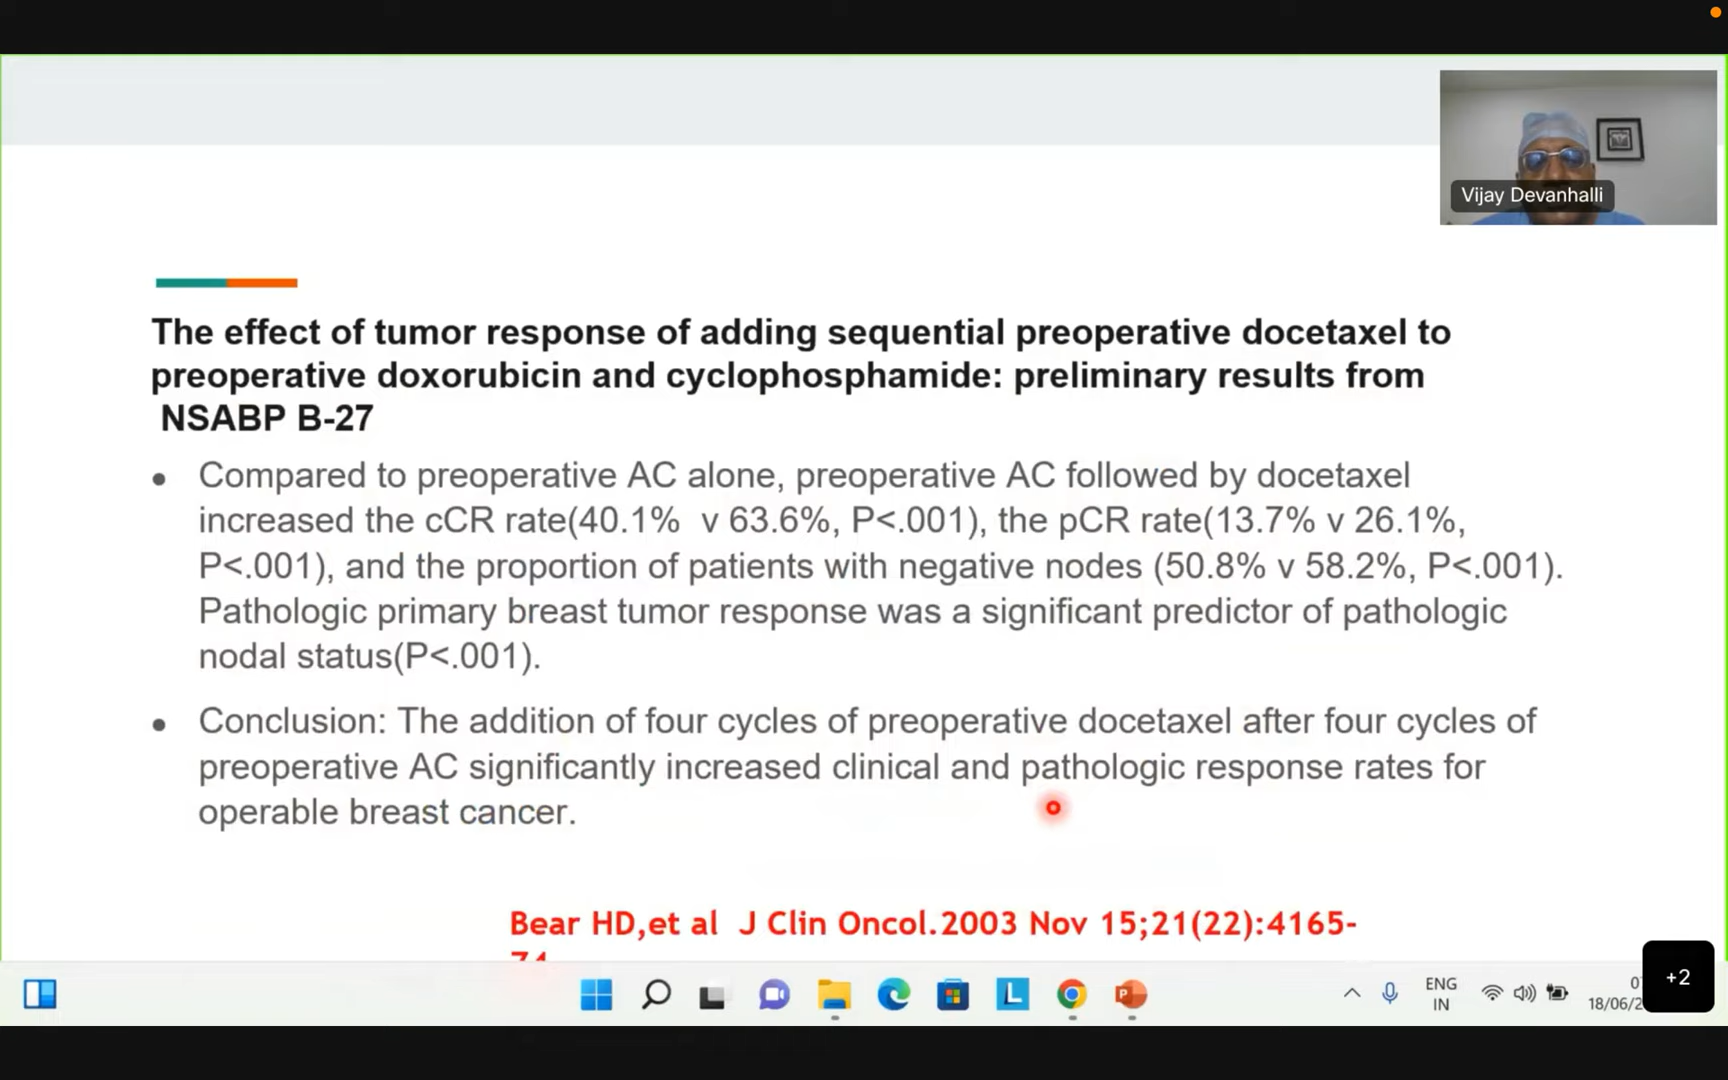 Vijay Devanhalli
The effect of tumor response of adding sequential preoperative docetaxel to
preoperative doxorubicin and cyclophosphamide: preliminary results from
NSABP B-27
• Compared to preoperative AC alone, preoperative AC followed by docetaxel
increased the cCR rate(40.1% v 63.6%, P<.001), the pCR rate(13.7% v 26.1%,
P<.001), and the proportion of patients with negative nodes (50.8% v 58.2%, P<.001).
Pathologic primary breast tumor response was a significant predictor of pathologic
nodal status(P<.001).
• Conclusion: The addition of four cycles of preoperative docetaxel after four cycles of
preoperative AC significantly increased clinical and pathologic response rates for
operable breast cancer.
Bear HD,et al J Clin Oncol.2003 Nov 15;21(22):4165-
74
ENG
IN
18/06/2
+2